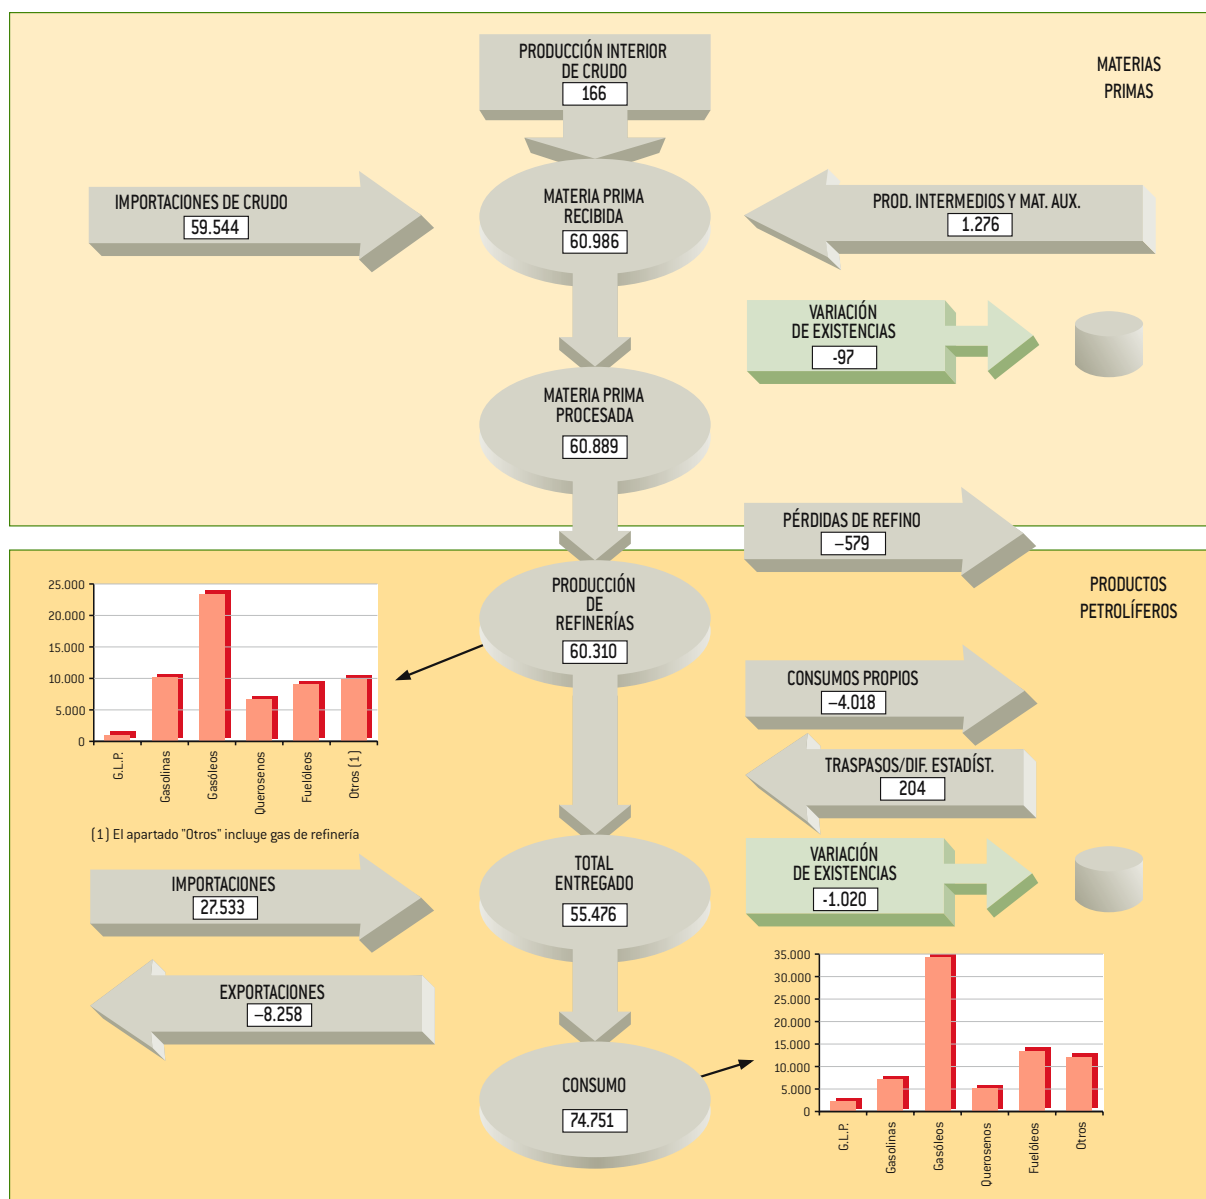 PRODUCCIÓN INTERIOR
DE CRUDO
166
MATERIAS
PRIMAS
IMPORTACIONES DE CRUDO
59.544
MATERIA PRIMA
RECIBIDA
60.986
PROD. INTERMEDIOS Y MAT. AUX.
1.276
VARIACIÓN
DE EXISTENCIAS
-97
MATERIA PRIMA
PROCESADA
60.889
PÉRDIDAS DE REFINO
–579
PRODUCTOS
PETROLÍFEROS
25.000
20.000
15.000
10.000
5.000
0
G.L.P.
Gasolinas
Gasóleos
Querosenos
Fuelóleos
Otros (1)
(1) El apartado "Otros" incluye gas de refinería
PRODUCCIÓN
DE
REFINERÍAS
60.310
CONSUMOS PROPIOS
–4.018
TRASPASOS/DIF. ESTADÍST.
204
IMPORTACIONES
27.533
TOTAL
ENTREGADO
55.476
VARIACIÓN
DE EXISTENCIAS
-1.020
EXPORTACIONES
–8.258
CONSUMO
74.751
35.000
30.000
25.000
20.000
15.000
10.000
5.000
0
G.L.P.
Gasolinas
Gasóleos
Querosenos
Fuelóleos
Otros